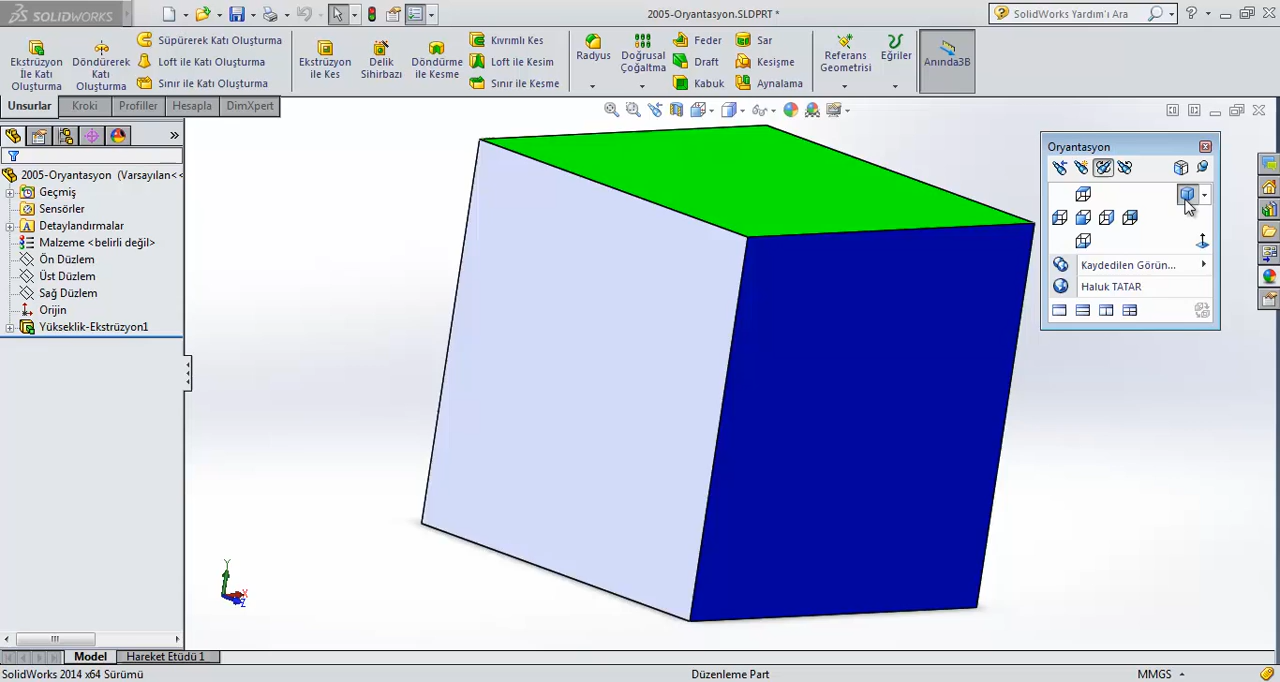 SOLIDWORKS
2005-Oryantasyon.SLDPRT *
SolidWorks Yardım'ı Ara
Ekstrüzyon İle Katı Oluşturma
Döndürerek Katı Oluşturma
Süpürerek Katı Oluşturma
Loft ile Katı Oluşturma
Sınır ile Katı Oluşturma
Ekstrüzyon ile Kes
Delik Sihirbazı
Döndürme ile Kesme
Kıvrımlı Kes
Loft ile Kesim
Sınır ile Kesme
Radyus
Doğrusal Çoğaltma
Feder
Draft
Kabuk
Sar
Kesişme
Aynalama
Referans Geometrisi
Eğriler
Anında3B
Unsurlar
Kroki
Profiller
Hesapla
DimXpert
2005-Oryantasyon (Varsayılan<<
Geçmiş
Sensörler
Detaylandırmalar
Malzeme <belirli değil>
Ön Düzlem
Üst Düzlem
Sağ Düzlem
Orijin
Yükseklik-Ekstrüzyon1
Oryantasyon
Kaydedilen Görün...
Haluk TATAR
Y
X
Z
Model
Hareket Etüdü 1
SolidWorks 2014 x64 Sürümü
Düzenleme Part
MMGS